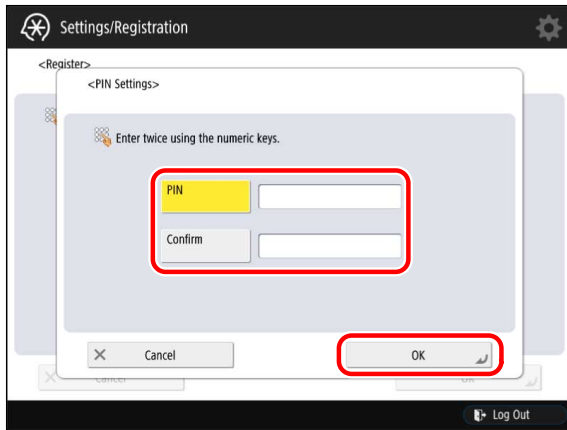 Settings/Registration
<Register>
<PIN Settings>
Enter twice using the numeric keys.
PIN
Confirm
Cancel
OK
Cancel
OK
Log Out